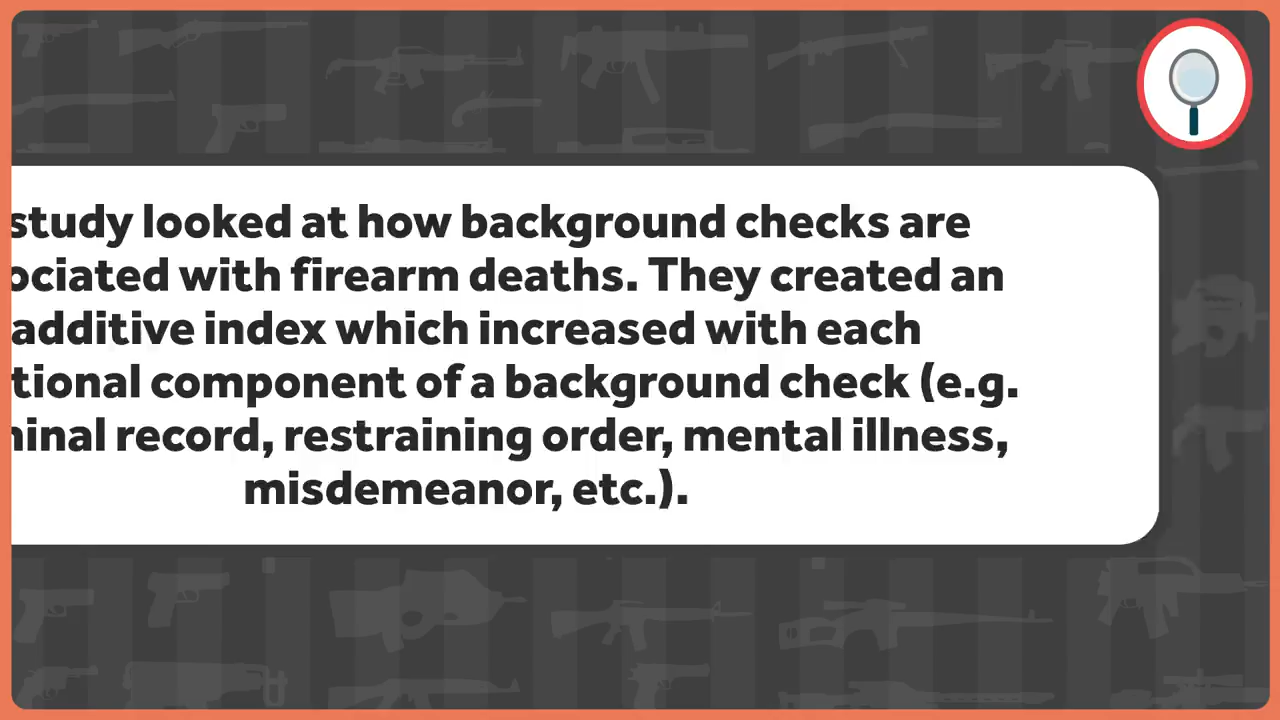 study looked at how background checks are
ociated with firearm deaths. They created an
additive index which increased with each
tional component of a background check (e.g.
inal record, restraining order, mental illness,
misdemeanor, etc.).